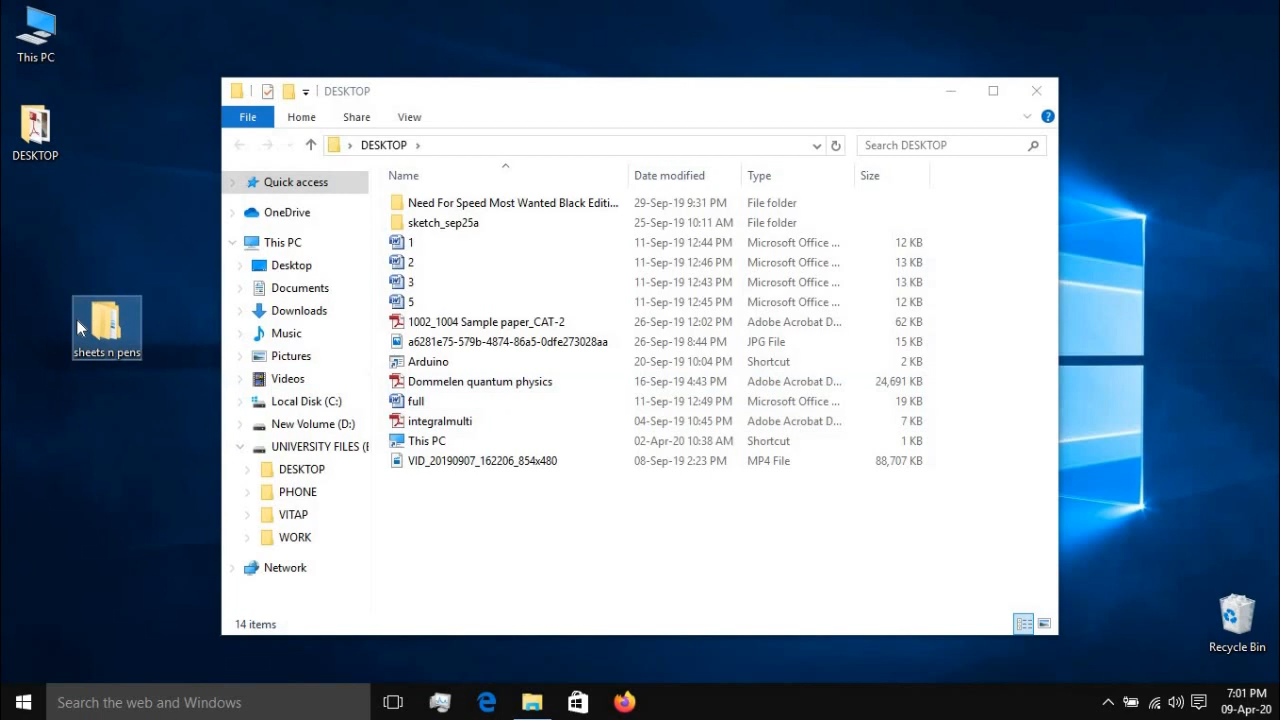 This PC
DESKTOP
sheets n pens
DESKTOP
File Home Share View
DESKTOP
Search DESKTOP
Name Date modified Type Size
Quick access
OneDrive
This PC
Desktop
Documents
Downloads
Music
Pictures
Videos
Local Disk (C:)
New Volume (D:)
UNIVERSITY FILES (E
DESKTOP
PHONE
VITAP
WORK
Network
Need For Speed Most Wanted Black Editi... 29-Sep-19 9:31 PM File folder
sketch_sep25a 25-Sep-19 10:11 AM File folder
1 11-Sep-19 12:44 PM Microsoft Office ... 12 KB
2 11-Sep-19 12:46 PM Microsoft Office ... 13 KB
3 11-Sep-19 12:43 PM Microsoft Office ... 13 KB
5 11-Sep-19 12:45 PM Microsoft Office ... 12 KB
1002_1004 Sample paper_CAT-2 26-Sep-19 12:02 PM Adobe Acrobat D... 62 KB
a6281e75-579b-4874-86a5-0dfe273028aa 26-Sep-19 8:44 PM JPG File 15 KB
Arduino 20-Sep-19 10:04 PM Shortcut 2 KB
Dommelen quantum physics 16-Sep-19 4:43 PM Adobe Acrobat D... 24,691 KB
full 11-Sep-19 12:49 PM Microsoft Office ... 19 KB
integralmulti 04-Sep-19 10:45 PM Adobe Acrobat D... 7 KB
This PC 02-Apr-20 10:38 AM Shortcut 1 KB
VID_20190907_162206_854x480 08-Sep-19 2:23 PM MP4 File 88,707 KB
14 items
Recycle Bin
Search the web and Windows
7:01 PM
09-Apr-20